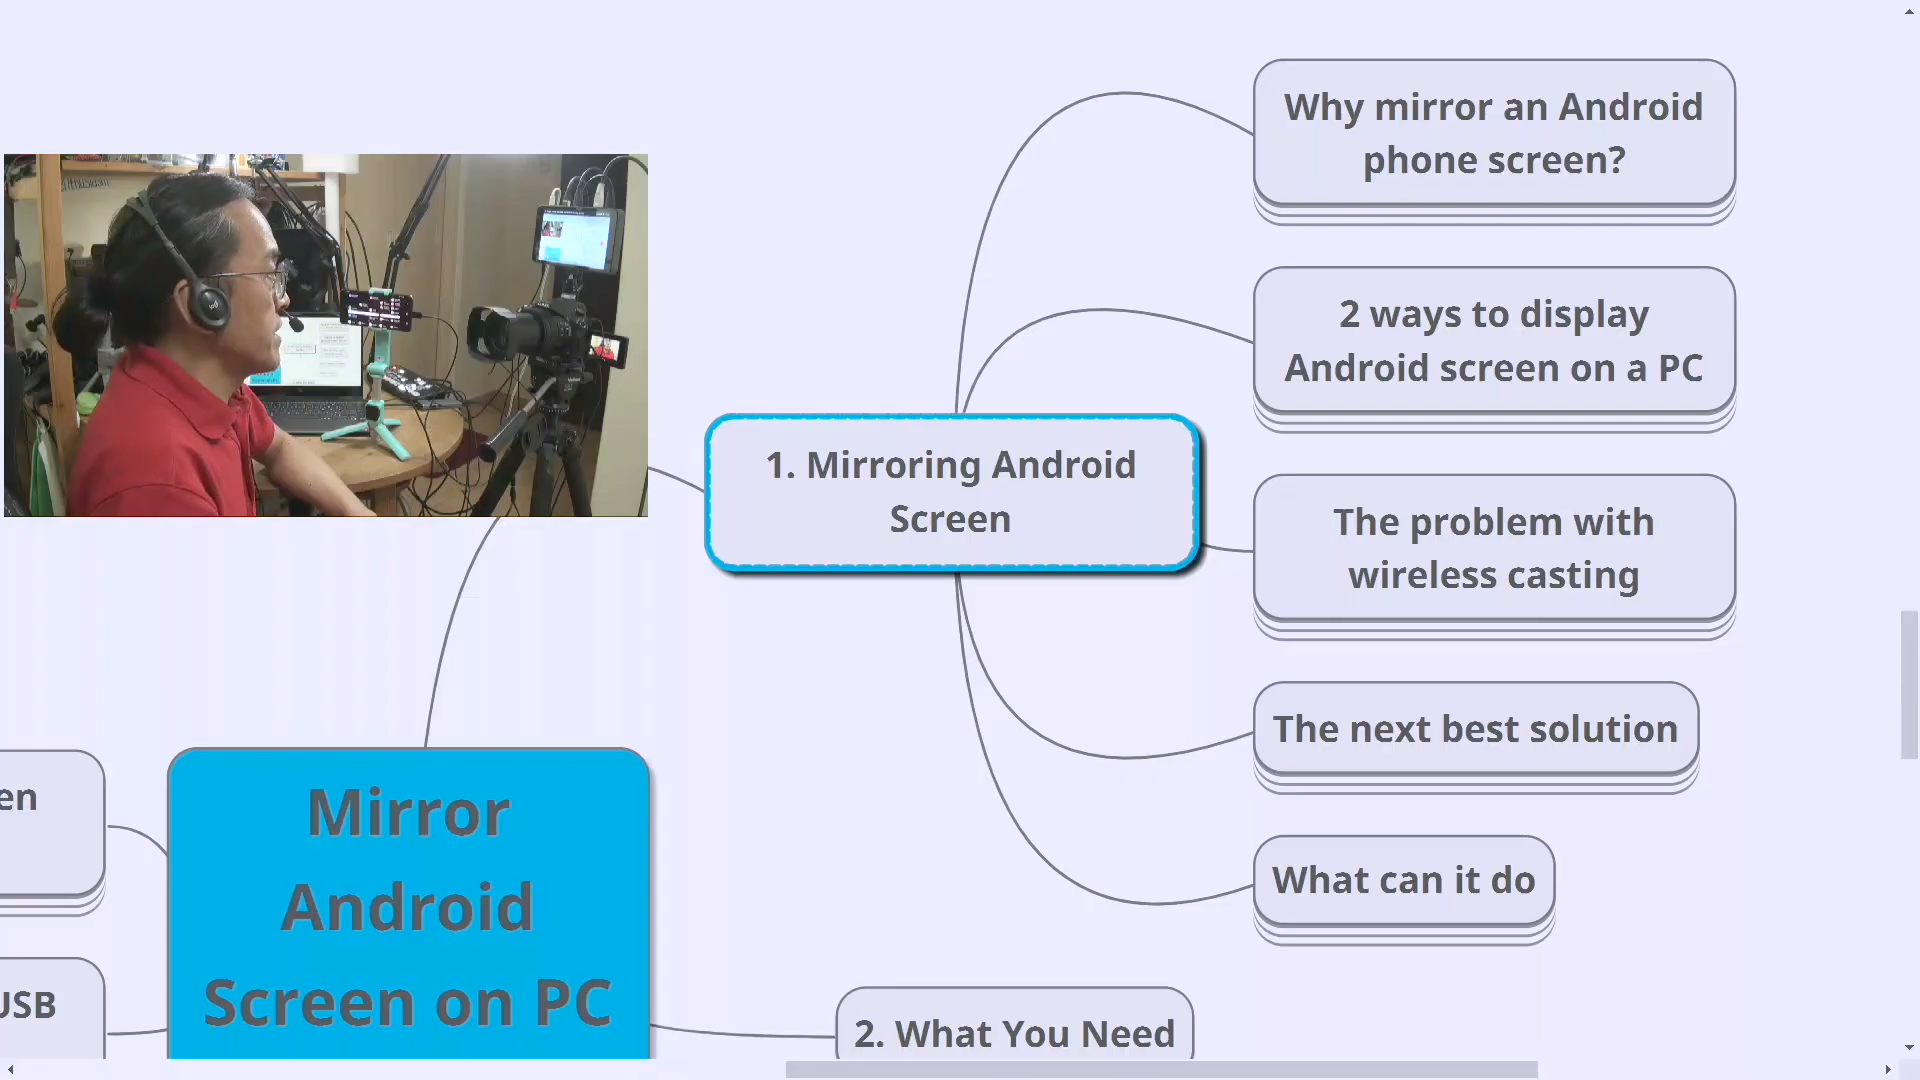 Why mirror an Android
phone screen?
2 ways to display
Android screen on a PC
1. Mirroring Android
Screen
The problem with
wireless casting
The next best solution
What can it do
en
USB
Mirror
Android
Screen on PC
2. What You Need